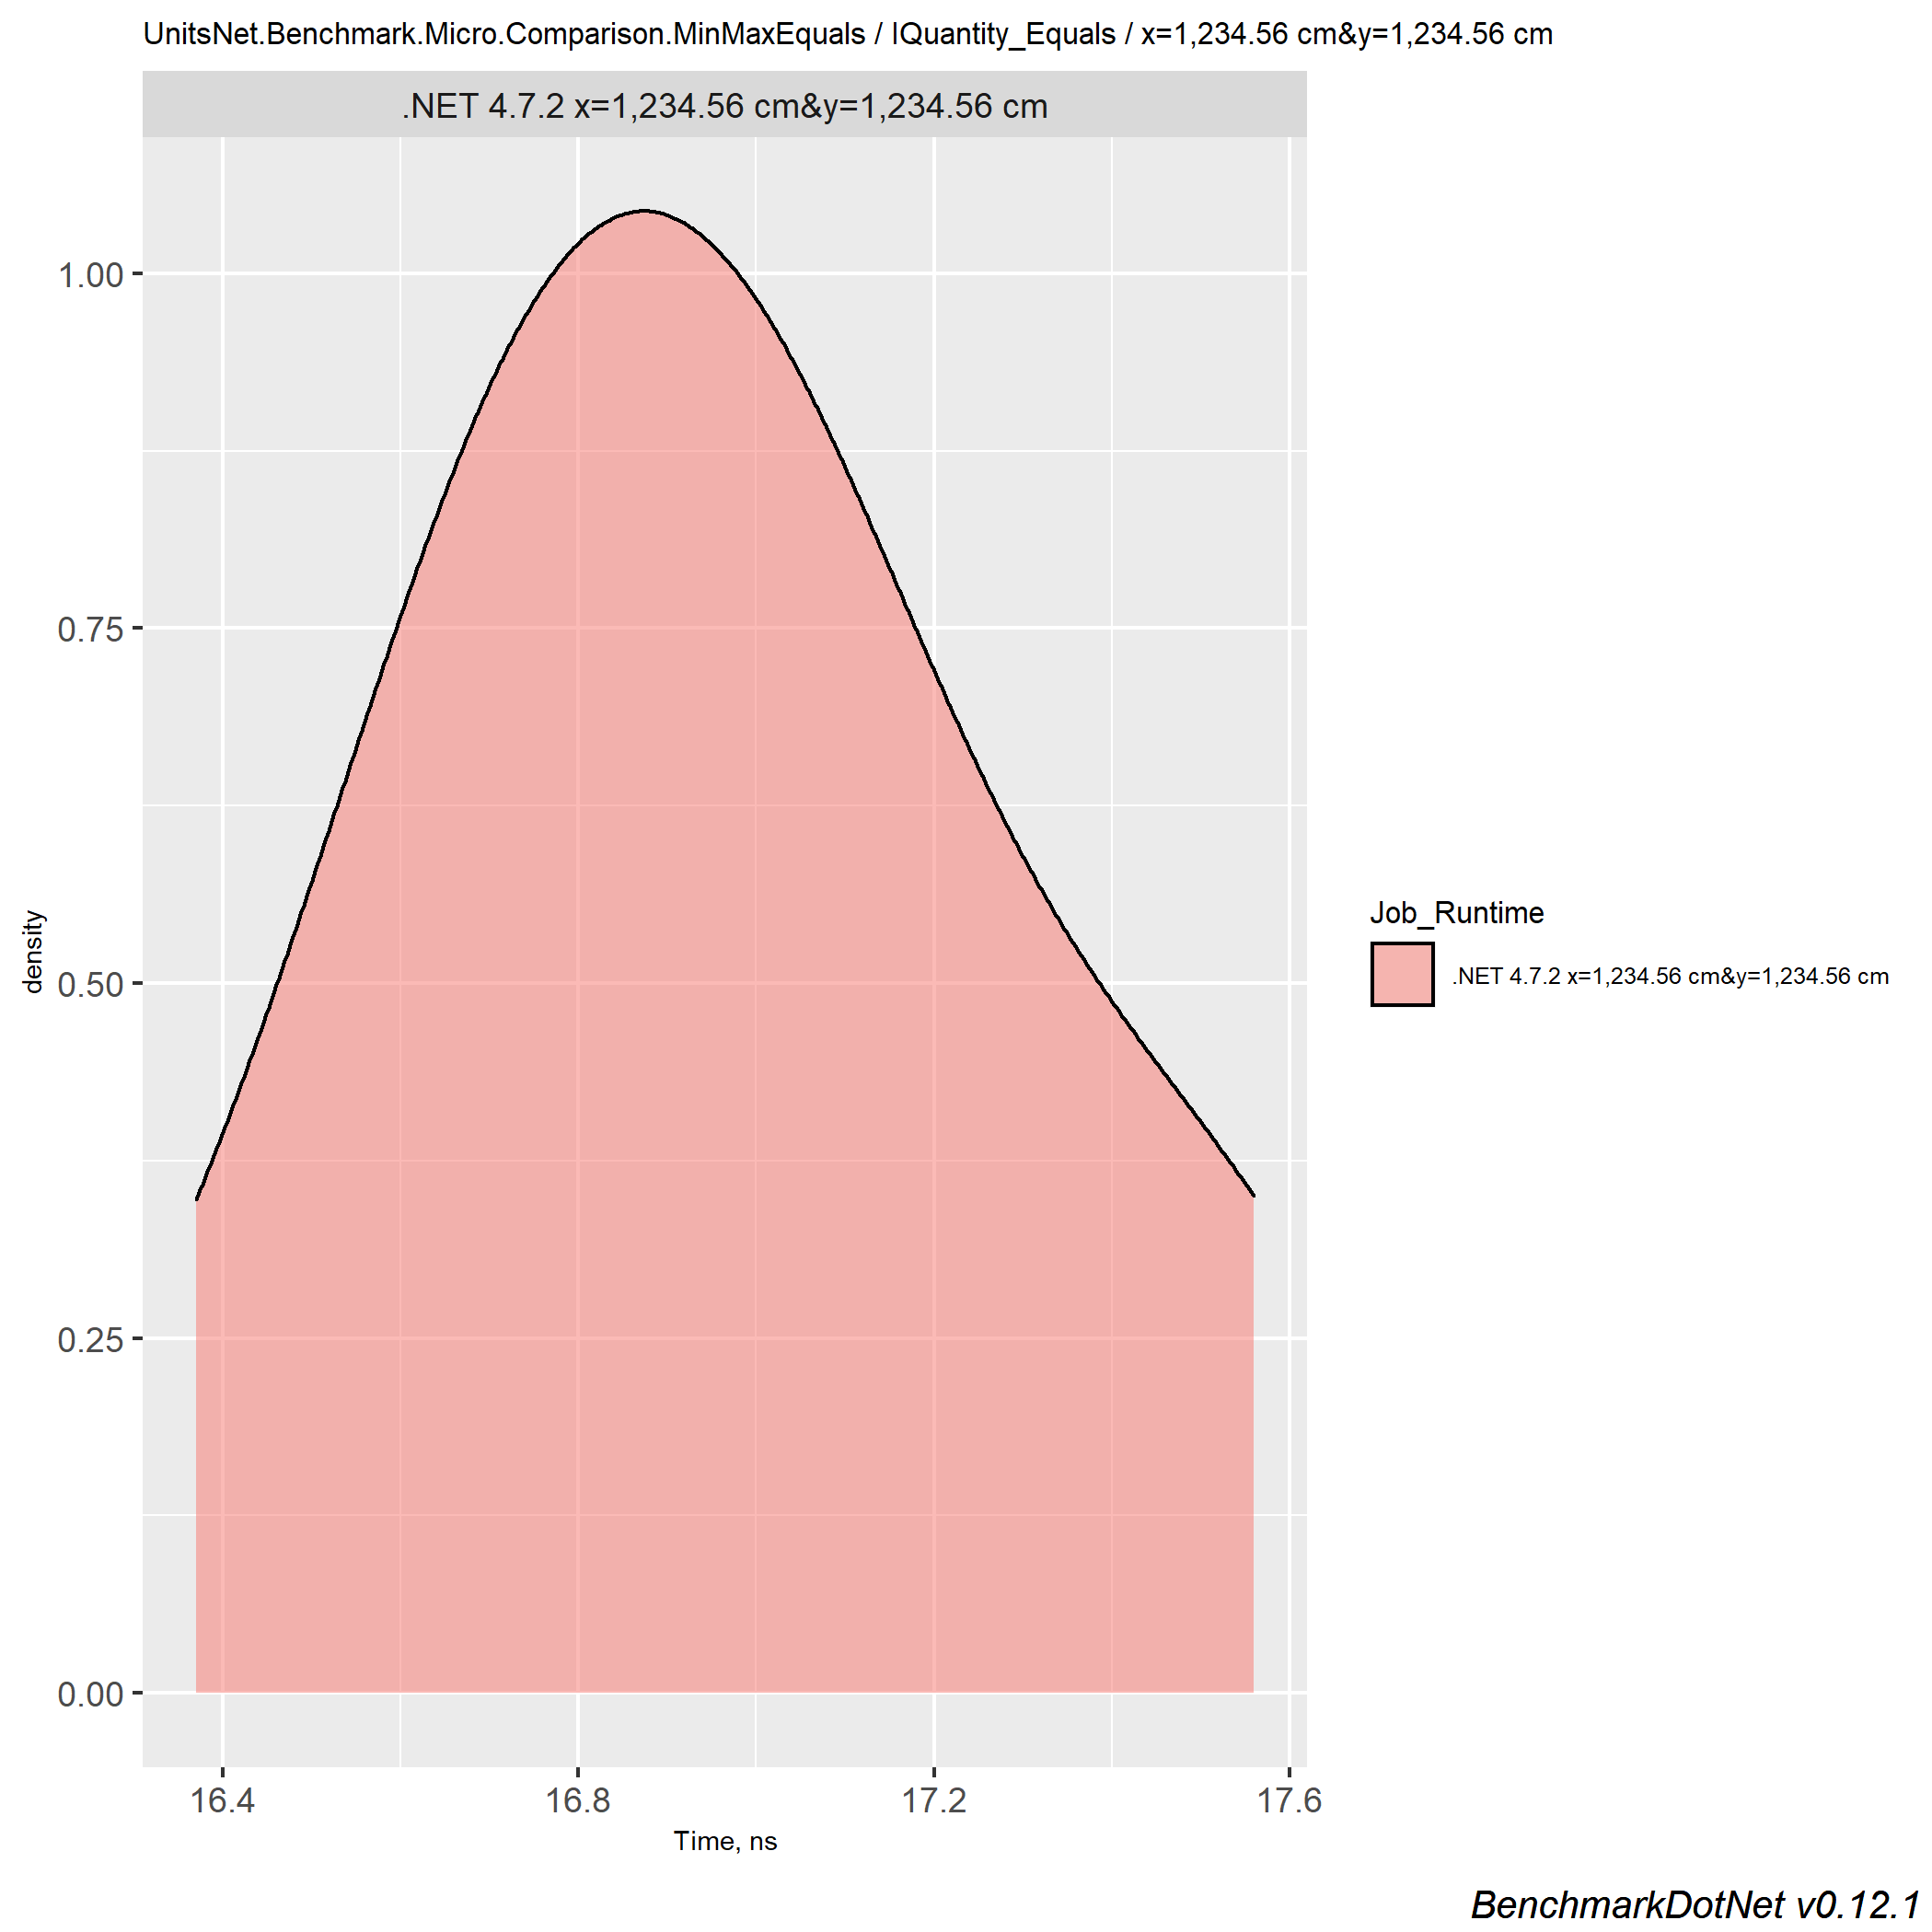 UnitsNet.Benchmark.Micro.Comparison.MinMaxEquals / IQuantity_Equals / x=1,234.56 cm&y=1,234.56 cm
.NET 4.7.2 x=1,234.56 cm&y=1,234.56 cm
1.00
0.75
0.50
0.25
0.00
density
16.4 16.8 17.2 17.6
Time, ns
Job_Runtime
.NET 4.7.2 x=1,234.56 cm&y=1,234.56 cm
BenchmarkDotNet v0.12.1